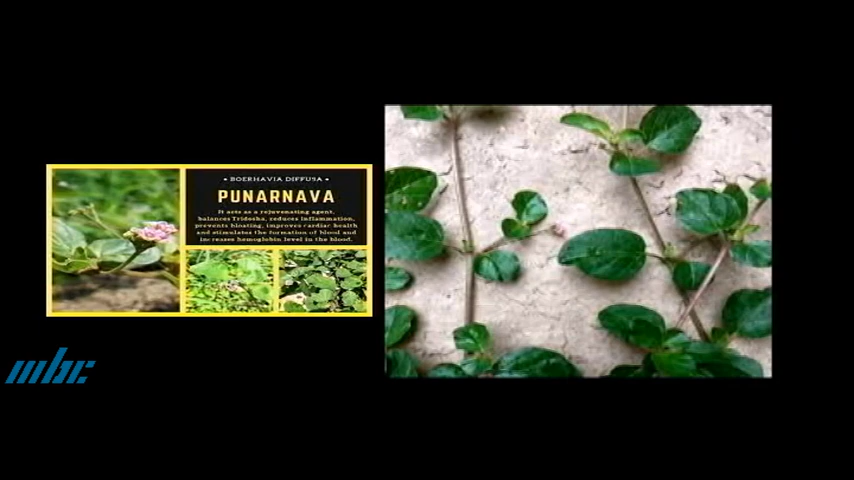 • BOERHAVIA DIFFUSA •
PUNARNAVA
It acts as a rejuvenating agent,
balances Tridosha, reduces inflammation,
prevents bloating, improves cardiac health
and stimulates the formation of blood and
increases hemoglobin level in the blood.
mbc